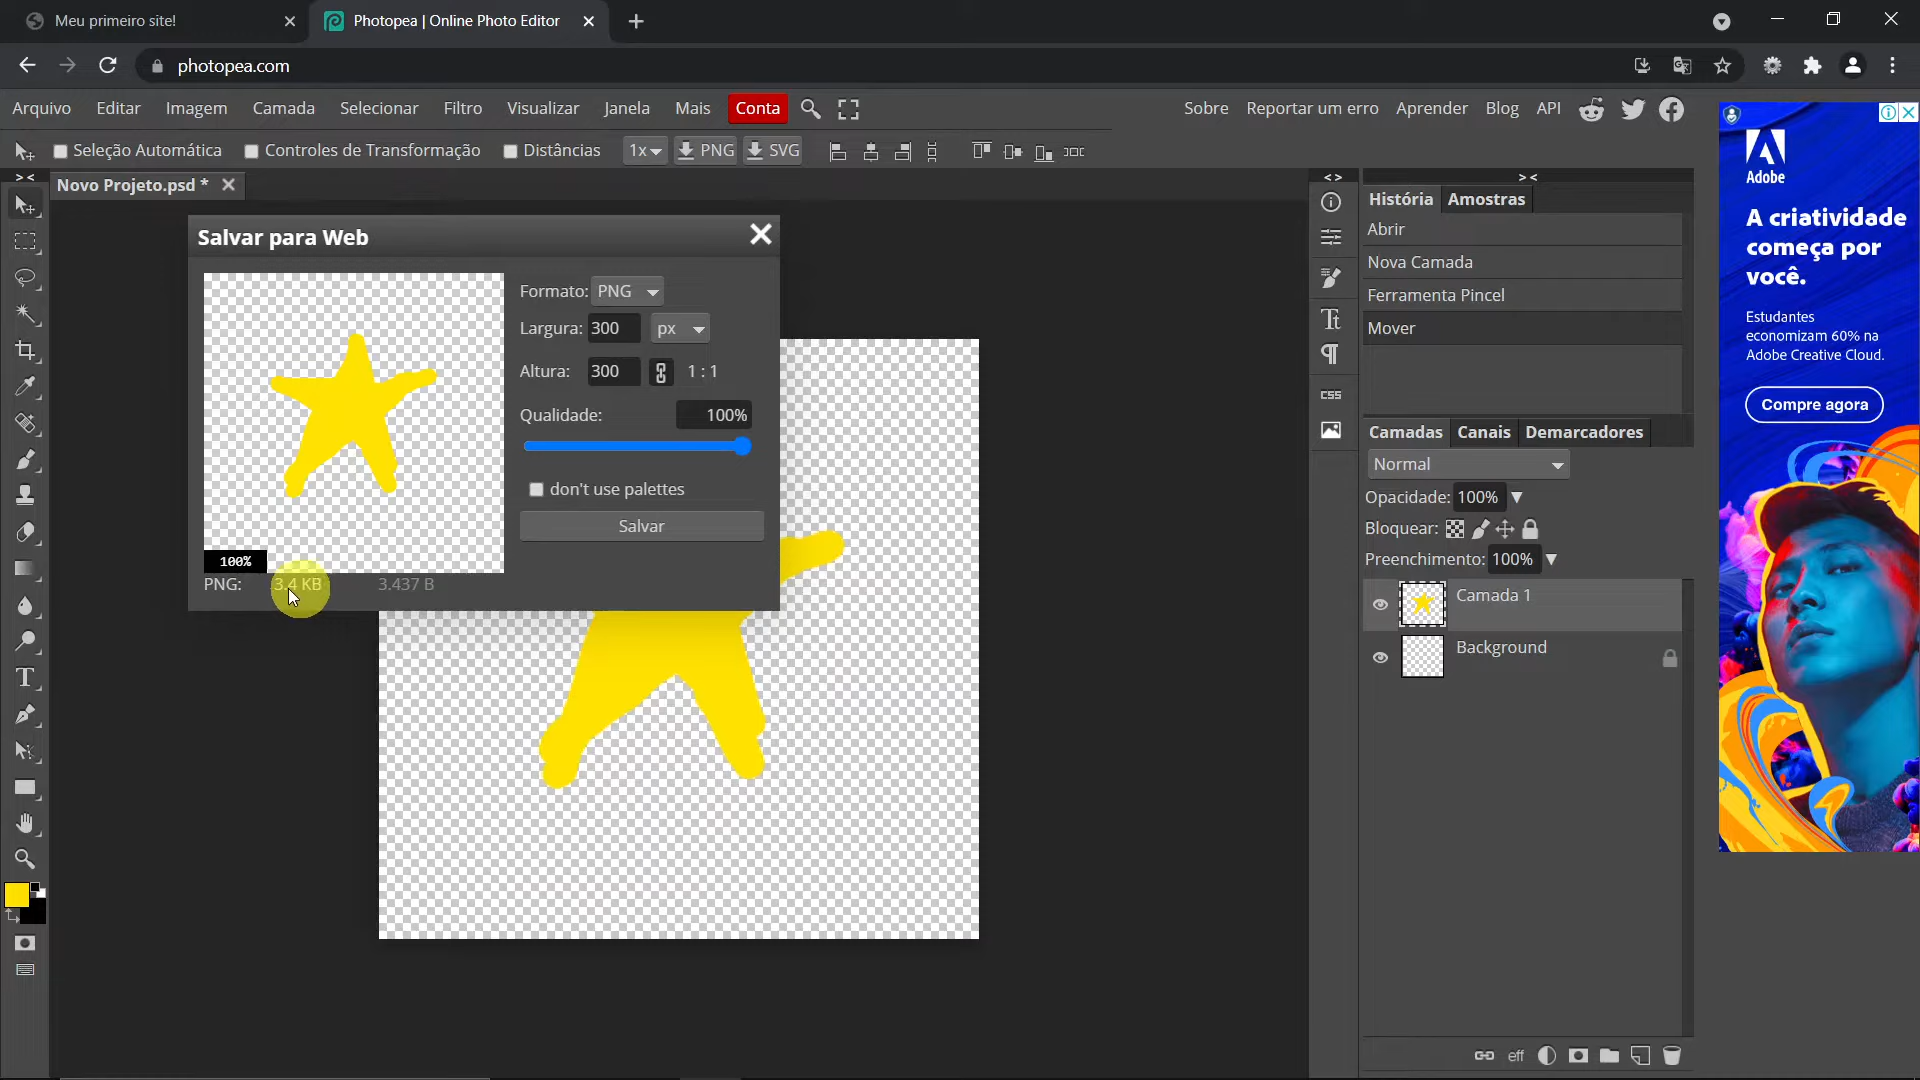 Meu primeiro site!
Photopea | Online Photo Editor
photopea.com
Arquivo Editar Imagem Camada Selecionar Filtro Visualizar Janela Mais Conta
Sobre Reportar um erro Aprender Blog API
Seleção Automática Controles de Transformação Distâncias 1x PNG SVG
Novo Projeto.psd *
Salvar para Web
Formato: PNG
Largura: 300 px
Altura: 300 1 : 1
Qualidade: 100%
don't use palettes
Salvar
100%
PNG: 3.4 KB 3.437 B
História Amostras
Abrir
Nova Camada
Ferramenta Pincel
Mover
CSS
Camadas Canais Demarcadores
Normal
Opacidade: 100%
Bloquear:
Preenchimento: 100%
Camada 1
Background
eff
Adobe
A criatividade
começa por
você.
Estudantes
economizam 60% na
Adobe Creative Cloud.
Compre agora